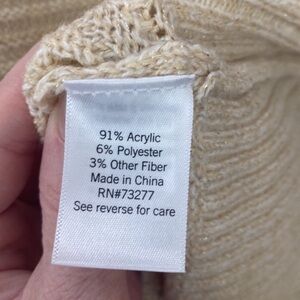 91% Acrylic
6% Polyester
3% Other Fiber
Made in China
RN#73277
See reverse for care